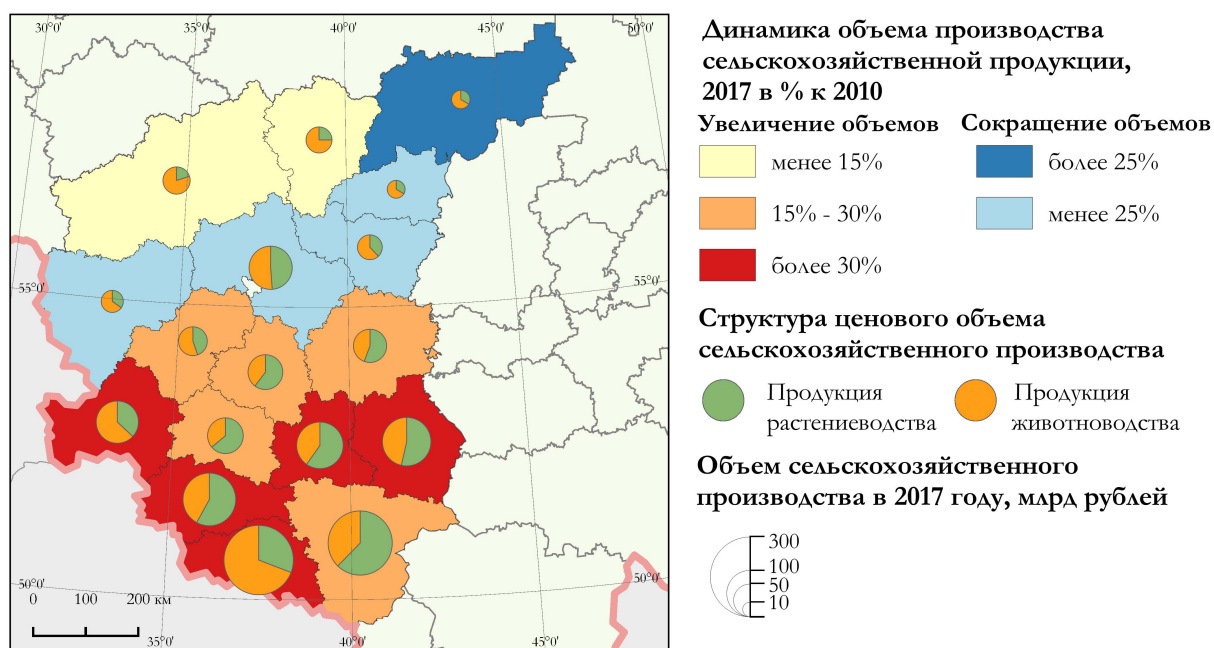 30°0'
35°0'
40°0'
45°0'
50°0'
55°0'
55°0'
50°0'
50°0'
0 100 200 км
35°0'
40°0'
45°0'
Динамика объема производства
сельскохозяйственной продукции,
2017 в % к 2010
Увеличение объемов
Сокращение объемов
менее 15%
более 25%
15% - 30%
менее 25%
более 30%
Структура ценового объема
сельскохозяйственного производства
Продукция
растениеводства
Продукция
животноводства
Объем сельскохозяйственного
производства в 2017 году, млрд рублей
300
100
50
10